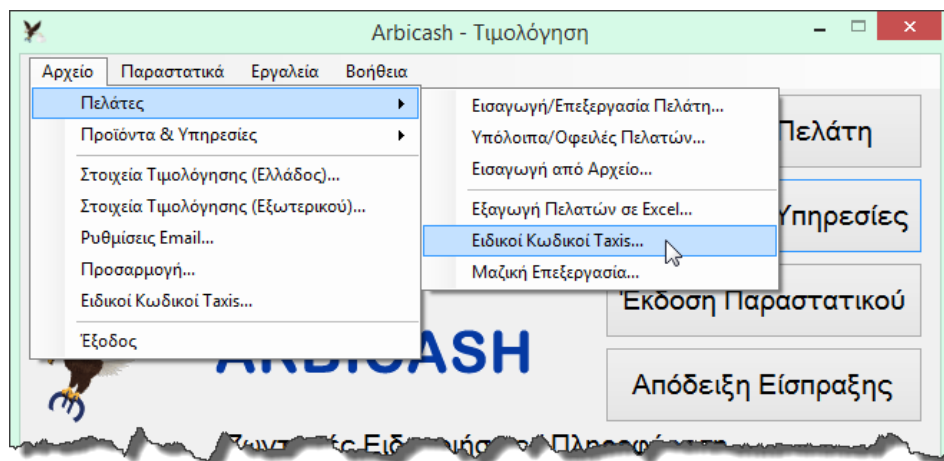 Arbicash - Τιμολόγηση
Αρχείο Παραστατικά Εργαλεία Βοήθεια
Πελάτες
Προϊόντα & Υπηρεσίες
Στοιχεία Τιμολόγησης (Ελλάδος)...
Στοιχεία Τιμολόγησης (Εξωτερικού)...
Ρυθμίσεις Email...
Προσαρμογή...
Ειδικοί Κωδικοί Taxis...
Έξοδος
Εισαγωγή/Επεξεργασία Πελάτη...
Υπόλοιπα/Οφειλές Πελατών...
Εισαγωγή από Αρχείο...
Εξαγωγή Πελατών σε Excel...
Ειδικοί Κωδικοί Taxis...
Μαζική Επεξεργασία...
Πελάτη
Υπηρεσίες
Έκδοση Παραστατικού
Απόδειξη Είσπραξης
ARBICASH